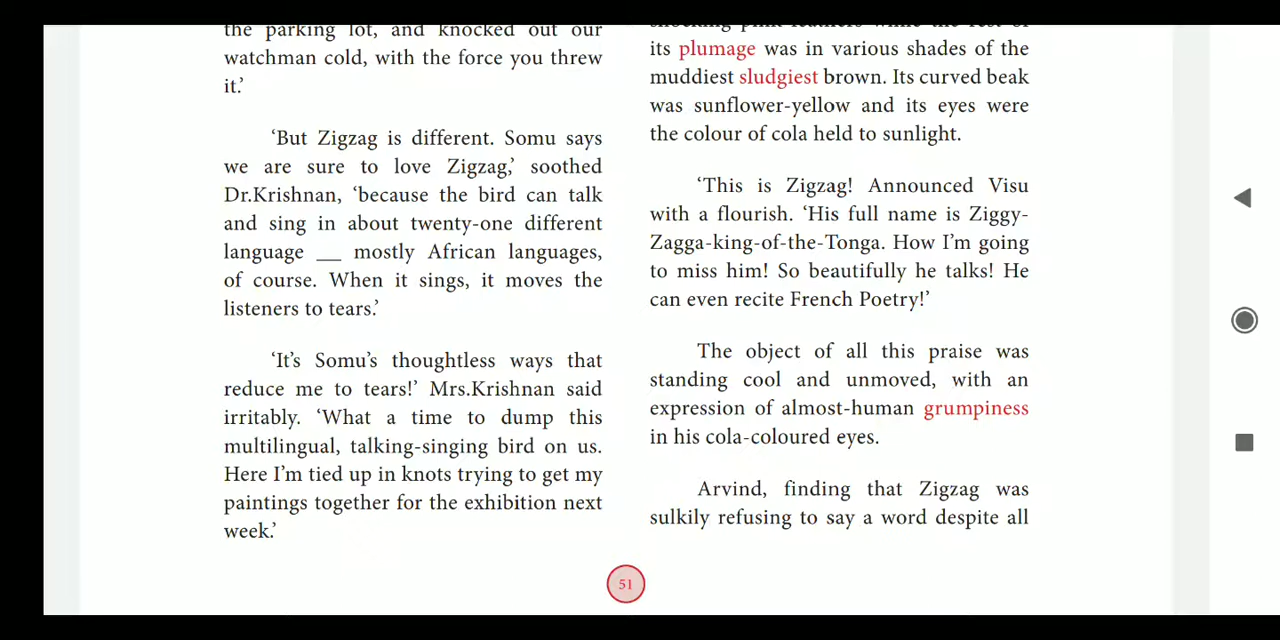 the parking lot, and knocked out our
watchman cold, with the force you threw
it.’
‘But Zigzag is different. Somu says
we are sure to love Zigzag,’ soothed
Dr.Krishnan, ‘because the bird can talk
and sing in about twenty-one different
language __ mostly African languages,
of course. When it sings, it moves the
listeners to tears.’
‘It’s Somu’s thoughtless ways that
reduce me to tears!’ Mrs.Krishnan said
irritably. ‘What a time to dump this
multilingual, talking-singing bird on us.
Here I’m tied up in knots trying to get my
paintings together for the exhibition next
week.’
shocking pink feathers while the rest of
its plumage was in various shades of the
muddiest sludgiest brown. Its curved beak
was sunflower-yellow and its eyes were
the colour of cola held to sunlight.
‘This is Zigzag! Announced Visu
with a flourish. ‘His full name is Ziggy-
Zagga-king-of-the-Tonga. How I’m going
to miss him! So beautifully he talks! He
can even recite French Poetry!’
The object of all this praise was
standing cool and unmoved, with an
expression of almost-human grumpiness
in his cola-coloured eyes.
Arvind, finding that Zigzag was
sulkily refusing to say a word despite all
51